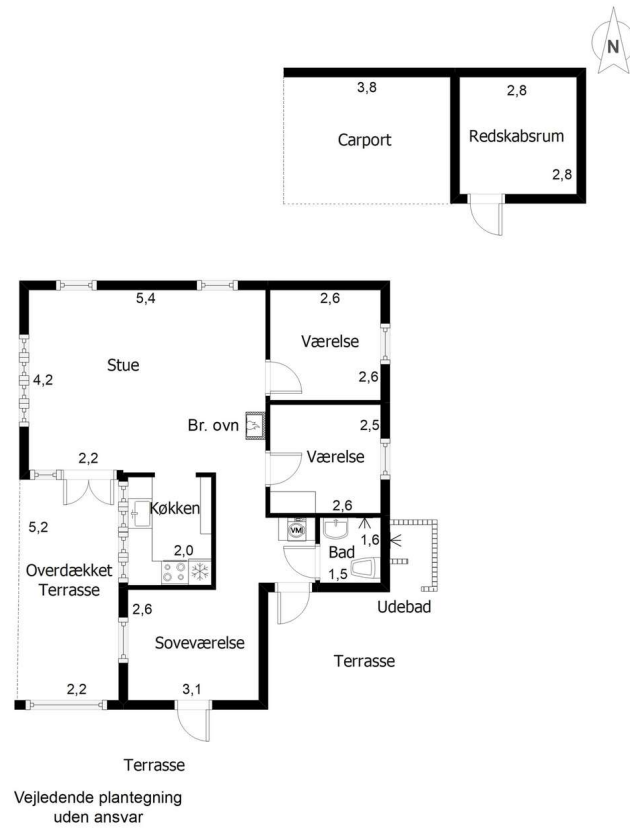 N
3,8
2,8
Carport
Redskabsrum
2,8
5,4
2,6
Værelse
Stue
4,2
2,6
2,5
Br. ovn
Værelse
2,2
2,6
Køkken
5,2
VM
1,6
Bad
2,0
1,5
Overdækket
Terrasse
2,6
Udebad
Soveværelse
Terrasse
2,2
3,1
Terrasse
Vejledende plantegning
uden ansvar